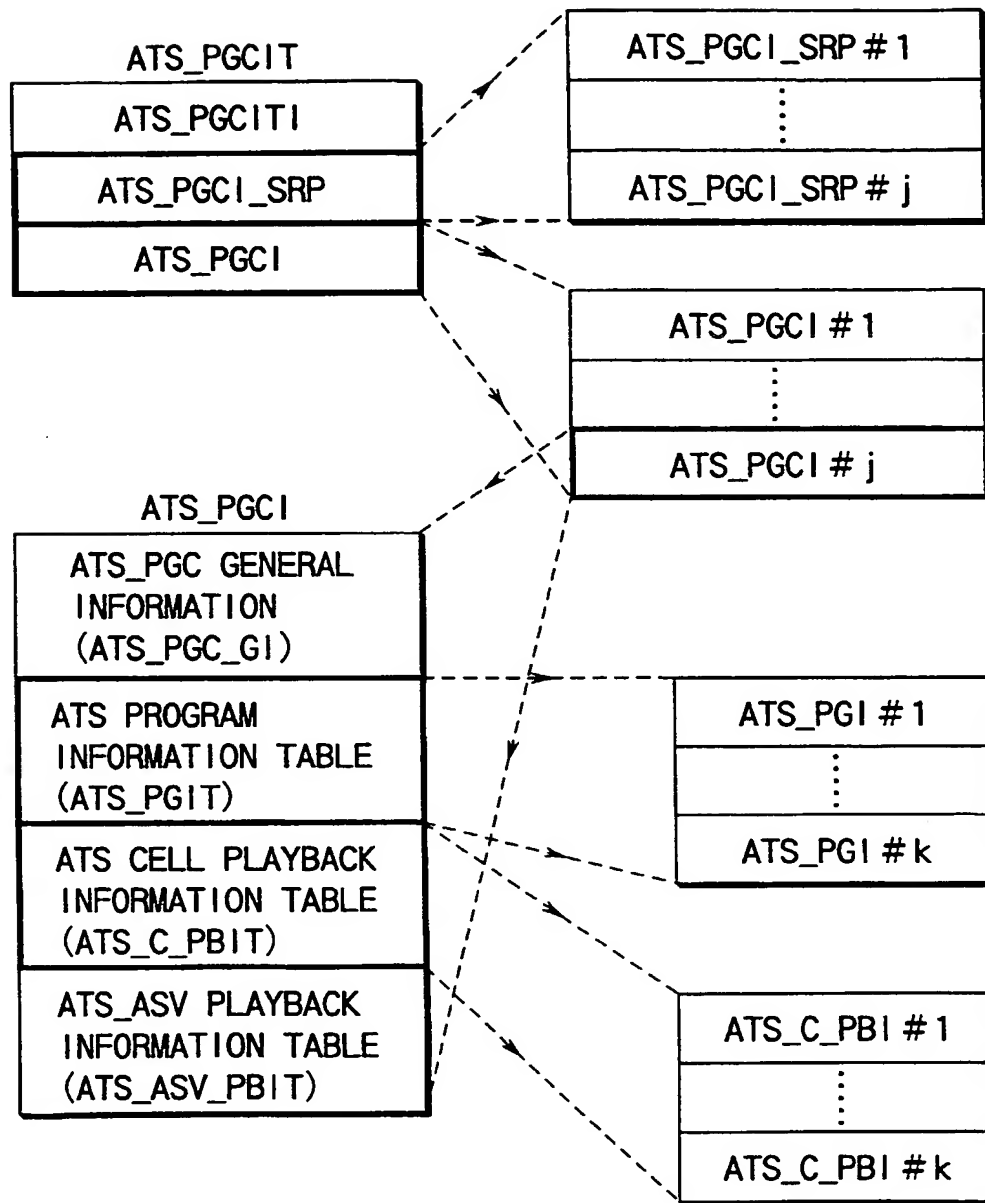 ATS_PGCIT
ATS_PGCITI
ATS_PGCI_SRP
ATS_PGCI
ATS_PGCI_SRP#1
ATS_PGCI_SRP#j
ATS_PGCI#1
ATS_PGCI#j
ATS_PGCI
ATS_PGC GENERAL
INFORMATION
(ATS_PGC_GI)
ATS PROGRAM
INFORMATION TABLE
(ATS_PGIT)
ATS CELL PLAYBACK
INFORMATION TABLE
(ATS_C_PBIT)
ATS_ASV PLAYBACK
INFORMATION TABLE
(ATS_ASV_PBIT)
ATS_PGI#1
ATS_PGI#k
ATS_C_PBI#1
ATS_C_PBI#k